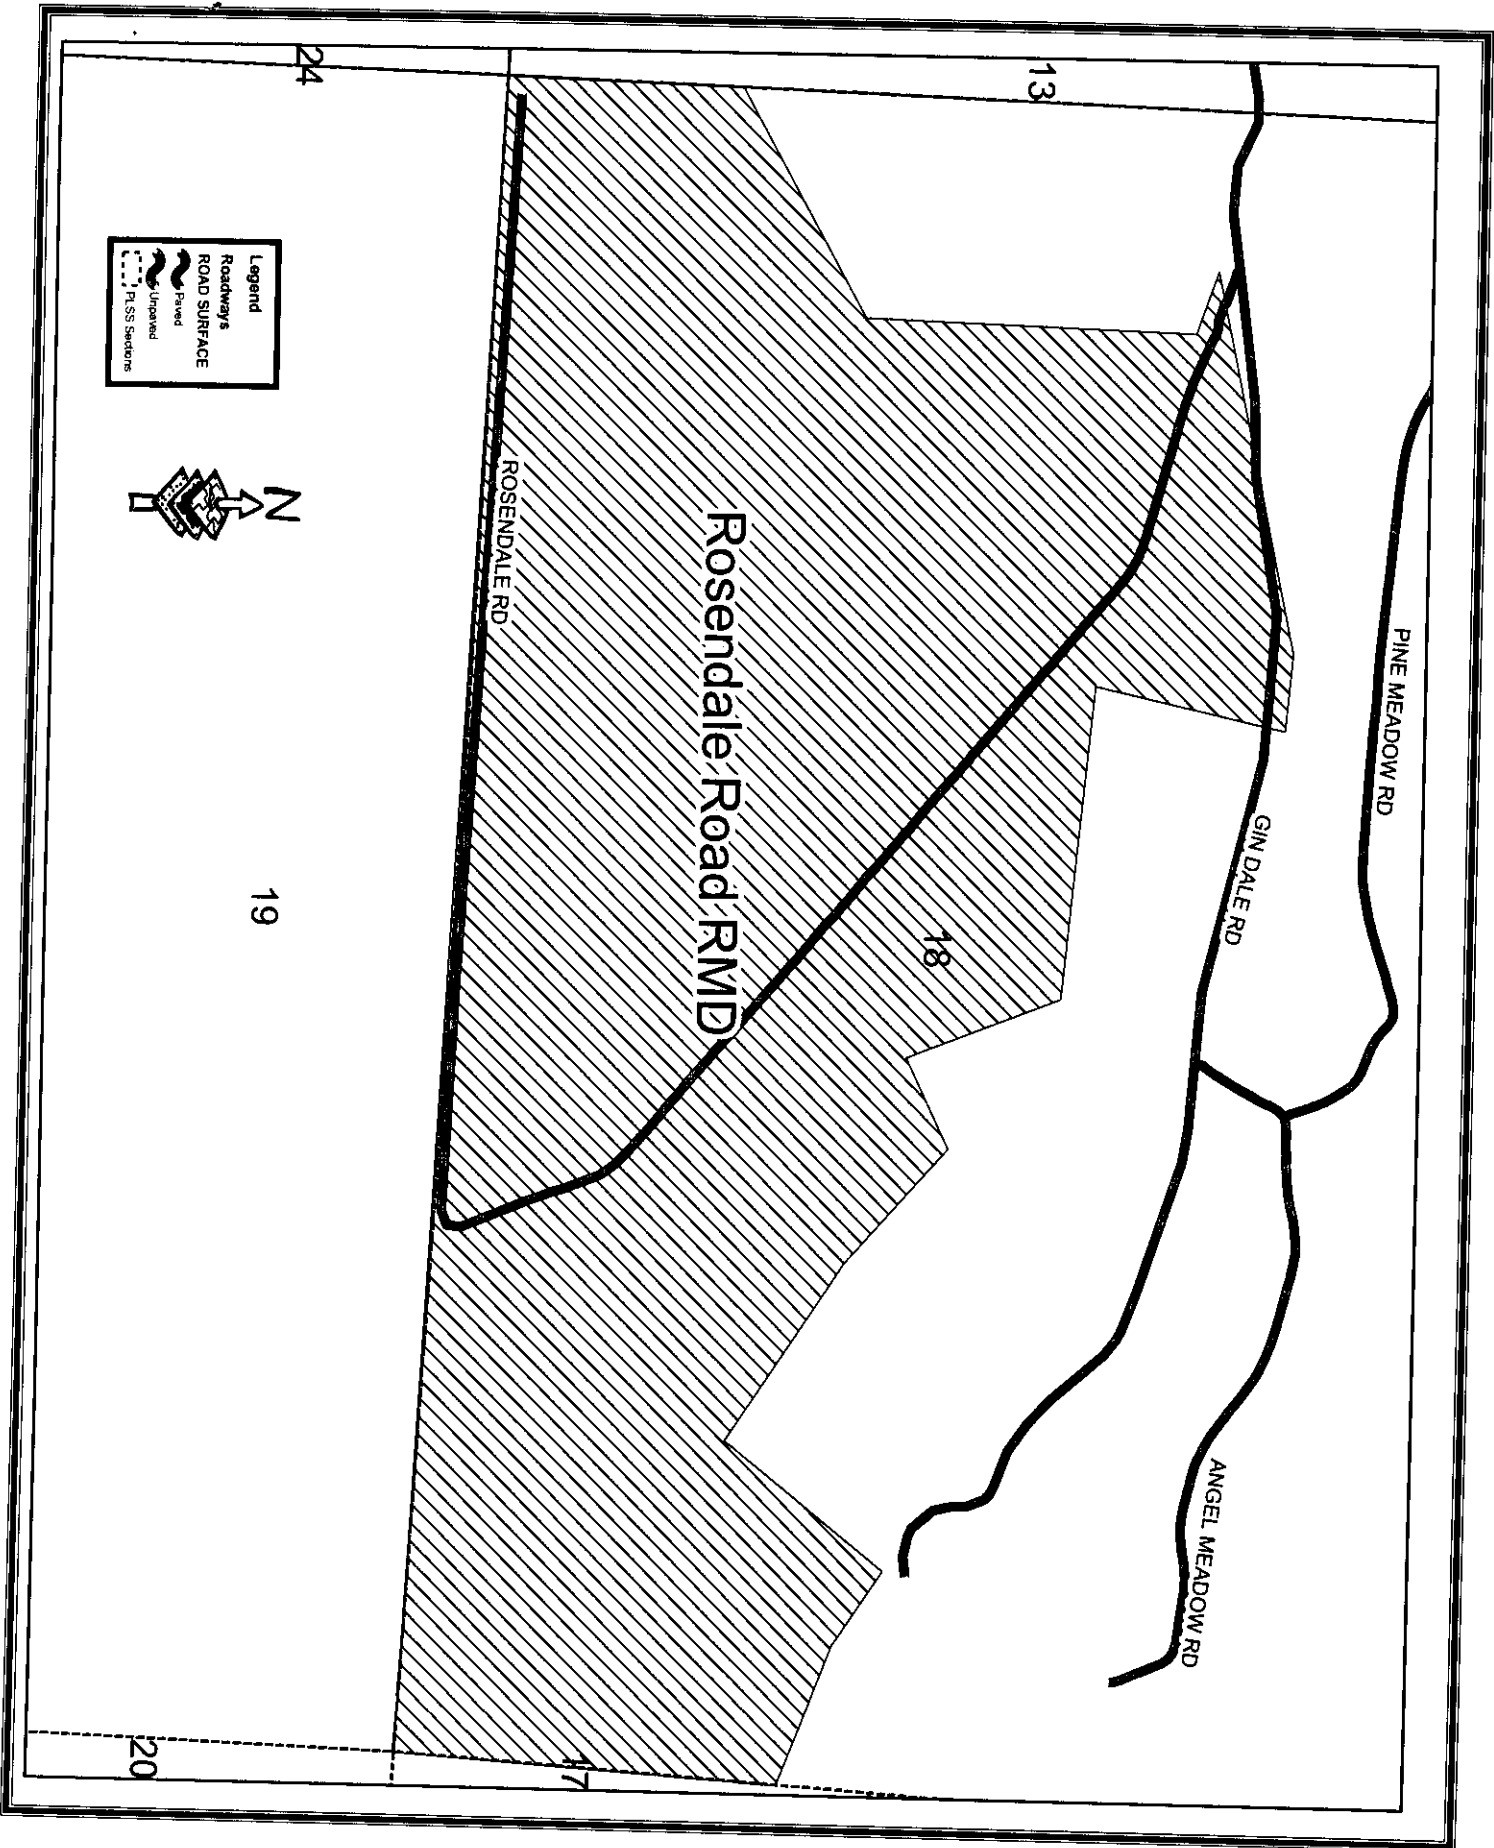 PINE MEADOW RD
GIN DALE RD
ANGEL MEADOW RD
13
18
17
Rosendale Road RMD
ROSENDALE RD
24
19
20
Legend
Roadways
ROAD SURFACE
Paved
Unpaved
PLSS Sections
N